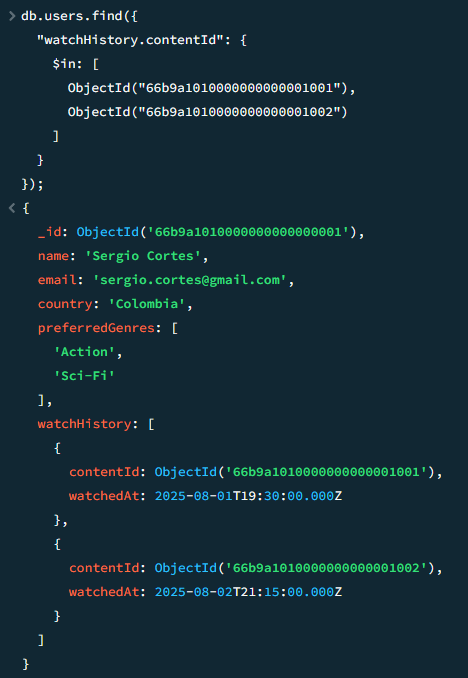 > db.users.find({
"watchHistory.contentId": {
$in: [
ObjectId("66b9a1010000000000001001"),
ObjectId("66b9a1010000000000001002")
]
}
});
< {
_id: ObjectId('66b9a1010000000000000001'),
name: 'Sergio Cortes',
email: 'sergio.cortes@gmail.com',
country: 'Colombia',
preferredGenres: [
'Action',
'Sci-Fi'
],
watchHistory: [
{
contentId: ObjectId('66b9a1010000000000001001'),
watchedAt: 2025-08-01T19:30:00.000Z
},
{
contentId: ObjectId('66b9a1010000000000001002'),
watchedAt: 2025-08-02T21:15:00.000Z
}
]
}